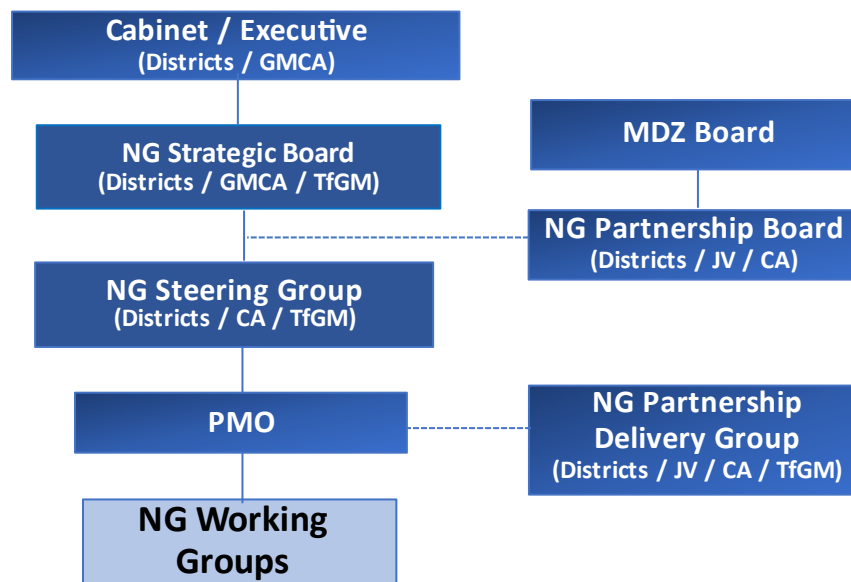 Cabinet / Executive
(Districts / GMCA)
NG Strategic Board
(Districts / GMCA / TfGM)
MDZ Board
NG Partnership Board
(Districts / JV / CA)
NG Steering Group
(Districts / CA / TfGM)
PMO
NG Partnership
Delivery Group
(Districts / JV / CA / TfGM)
NG Working
Groups